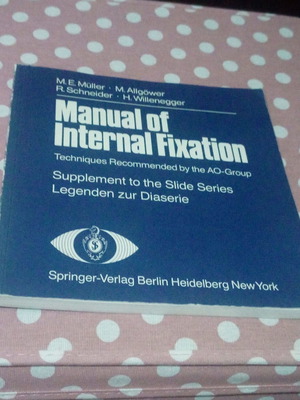 M.E. Müller · M. Allgöwer
R. Schneider · H. Willenegger
Manual of
Internal Fixation
Techniques Recommended by the AO-Group
Supplement to the Slide Series
Legenden zur Diaserie
Springer-Verlag Berlin Heidelberg New York